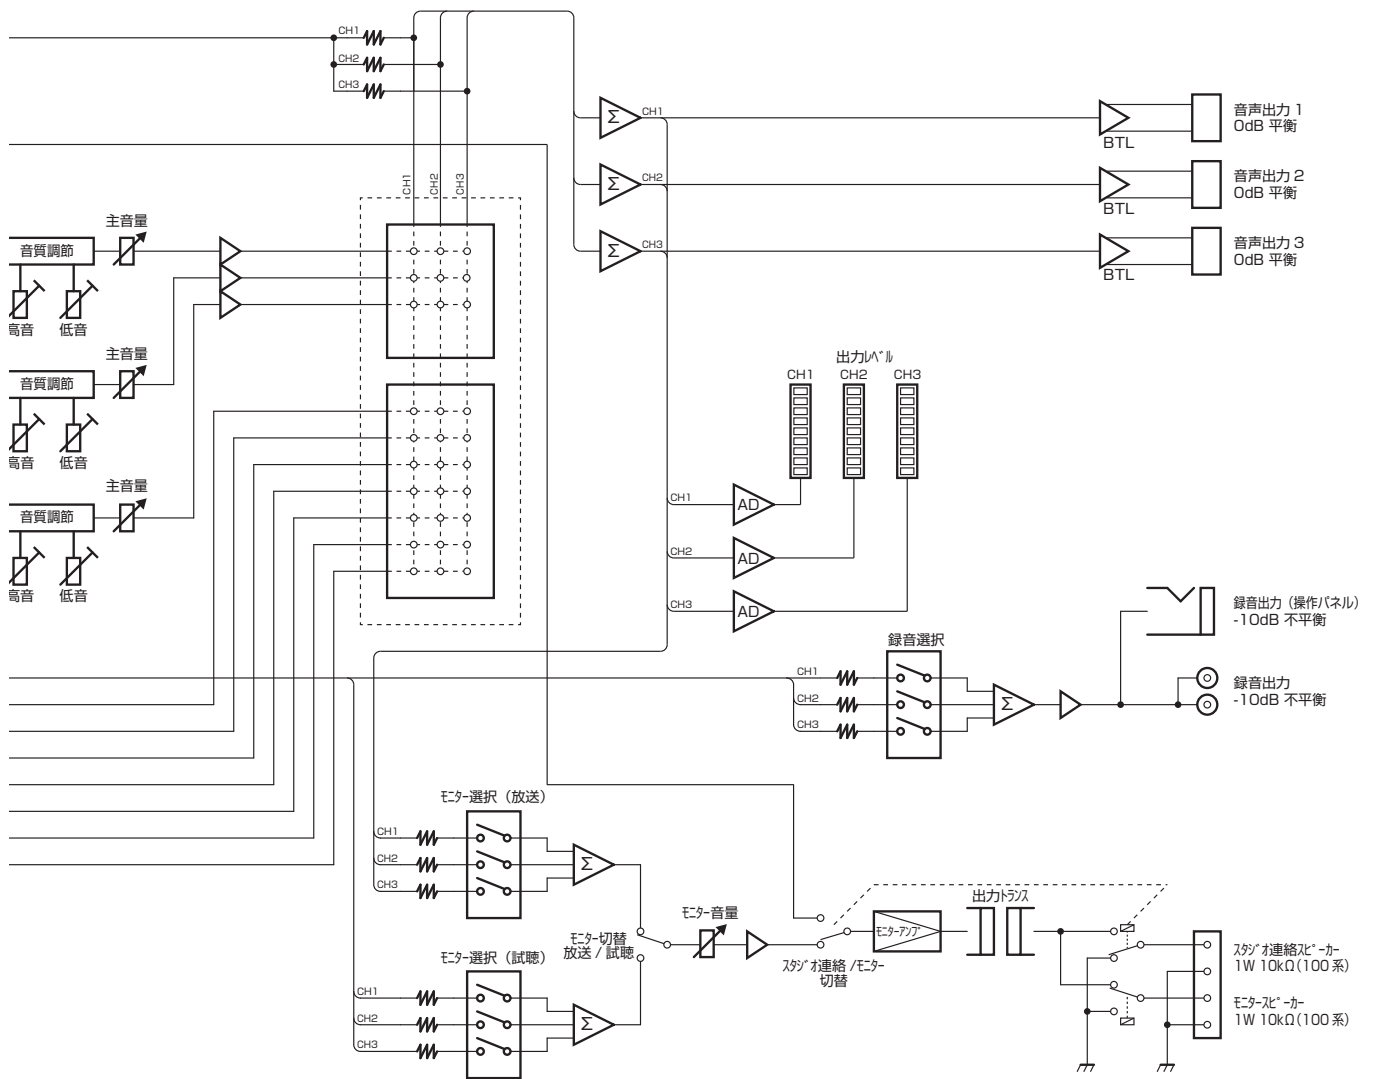 CH1
CH2
CH3
CH1
CH2
CH3
Σ
CH1
BTL
音声出力 1
0dB 平衡
Σ
CH2
BTL
音声出力 2
0dB 平衡
Σ
CH3
BTL
音声出力 3
0dB 平衡
主音量
音質調節
高音
低音
主音量
音質調節
高音
低音
主音量
音質調節
高音
低音
出力ﾚﾍﾞﾙ
CH1
CH2
CH3
CH1
AD
CH2
AD
CH3
AD
録音選択
CH1
CH2
CH3
Σ
録音出力（操作パネル）
-10dB 不平衡
録音出力
-10dB 不平衡
ﾓﾆﾀｰ選択（放送）
CH1
CH2
CH3
Σ
ﾓﾆﾀｰ切替
放送 / 試聴
ﾓﾆﾀｰ選択（試聴）
CH1
CH2
CH3
Σ
ﾓﾆﾀｰ音量
ｽﾀｼﾞｵ連絡 /ﾓﾆﾀｰ
切替
ﾓﾆﾀｰｱﾝﾌﾟ
出力ﾄﾗﾝｽ
ｽﾀｼﾞｵ連絡ｽﾋﾟｰｶｰ
1W 10kΩ(100 系)
ﾓﾆﾀｰｽﾋﾟｰｶｰ
1W 10kΩ(100 系)